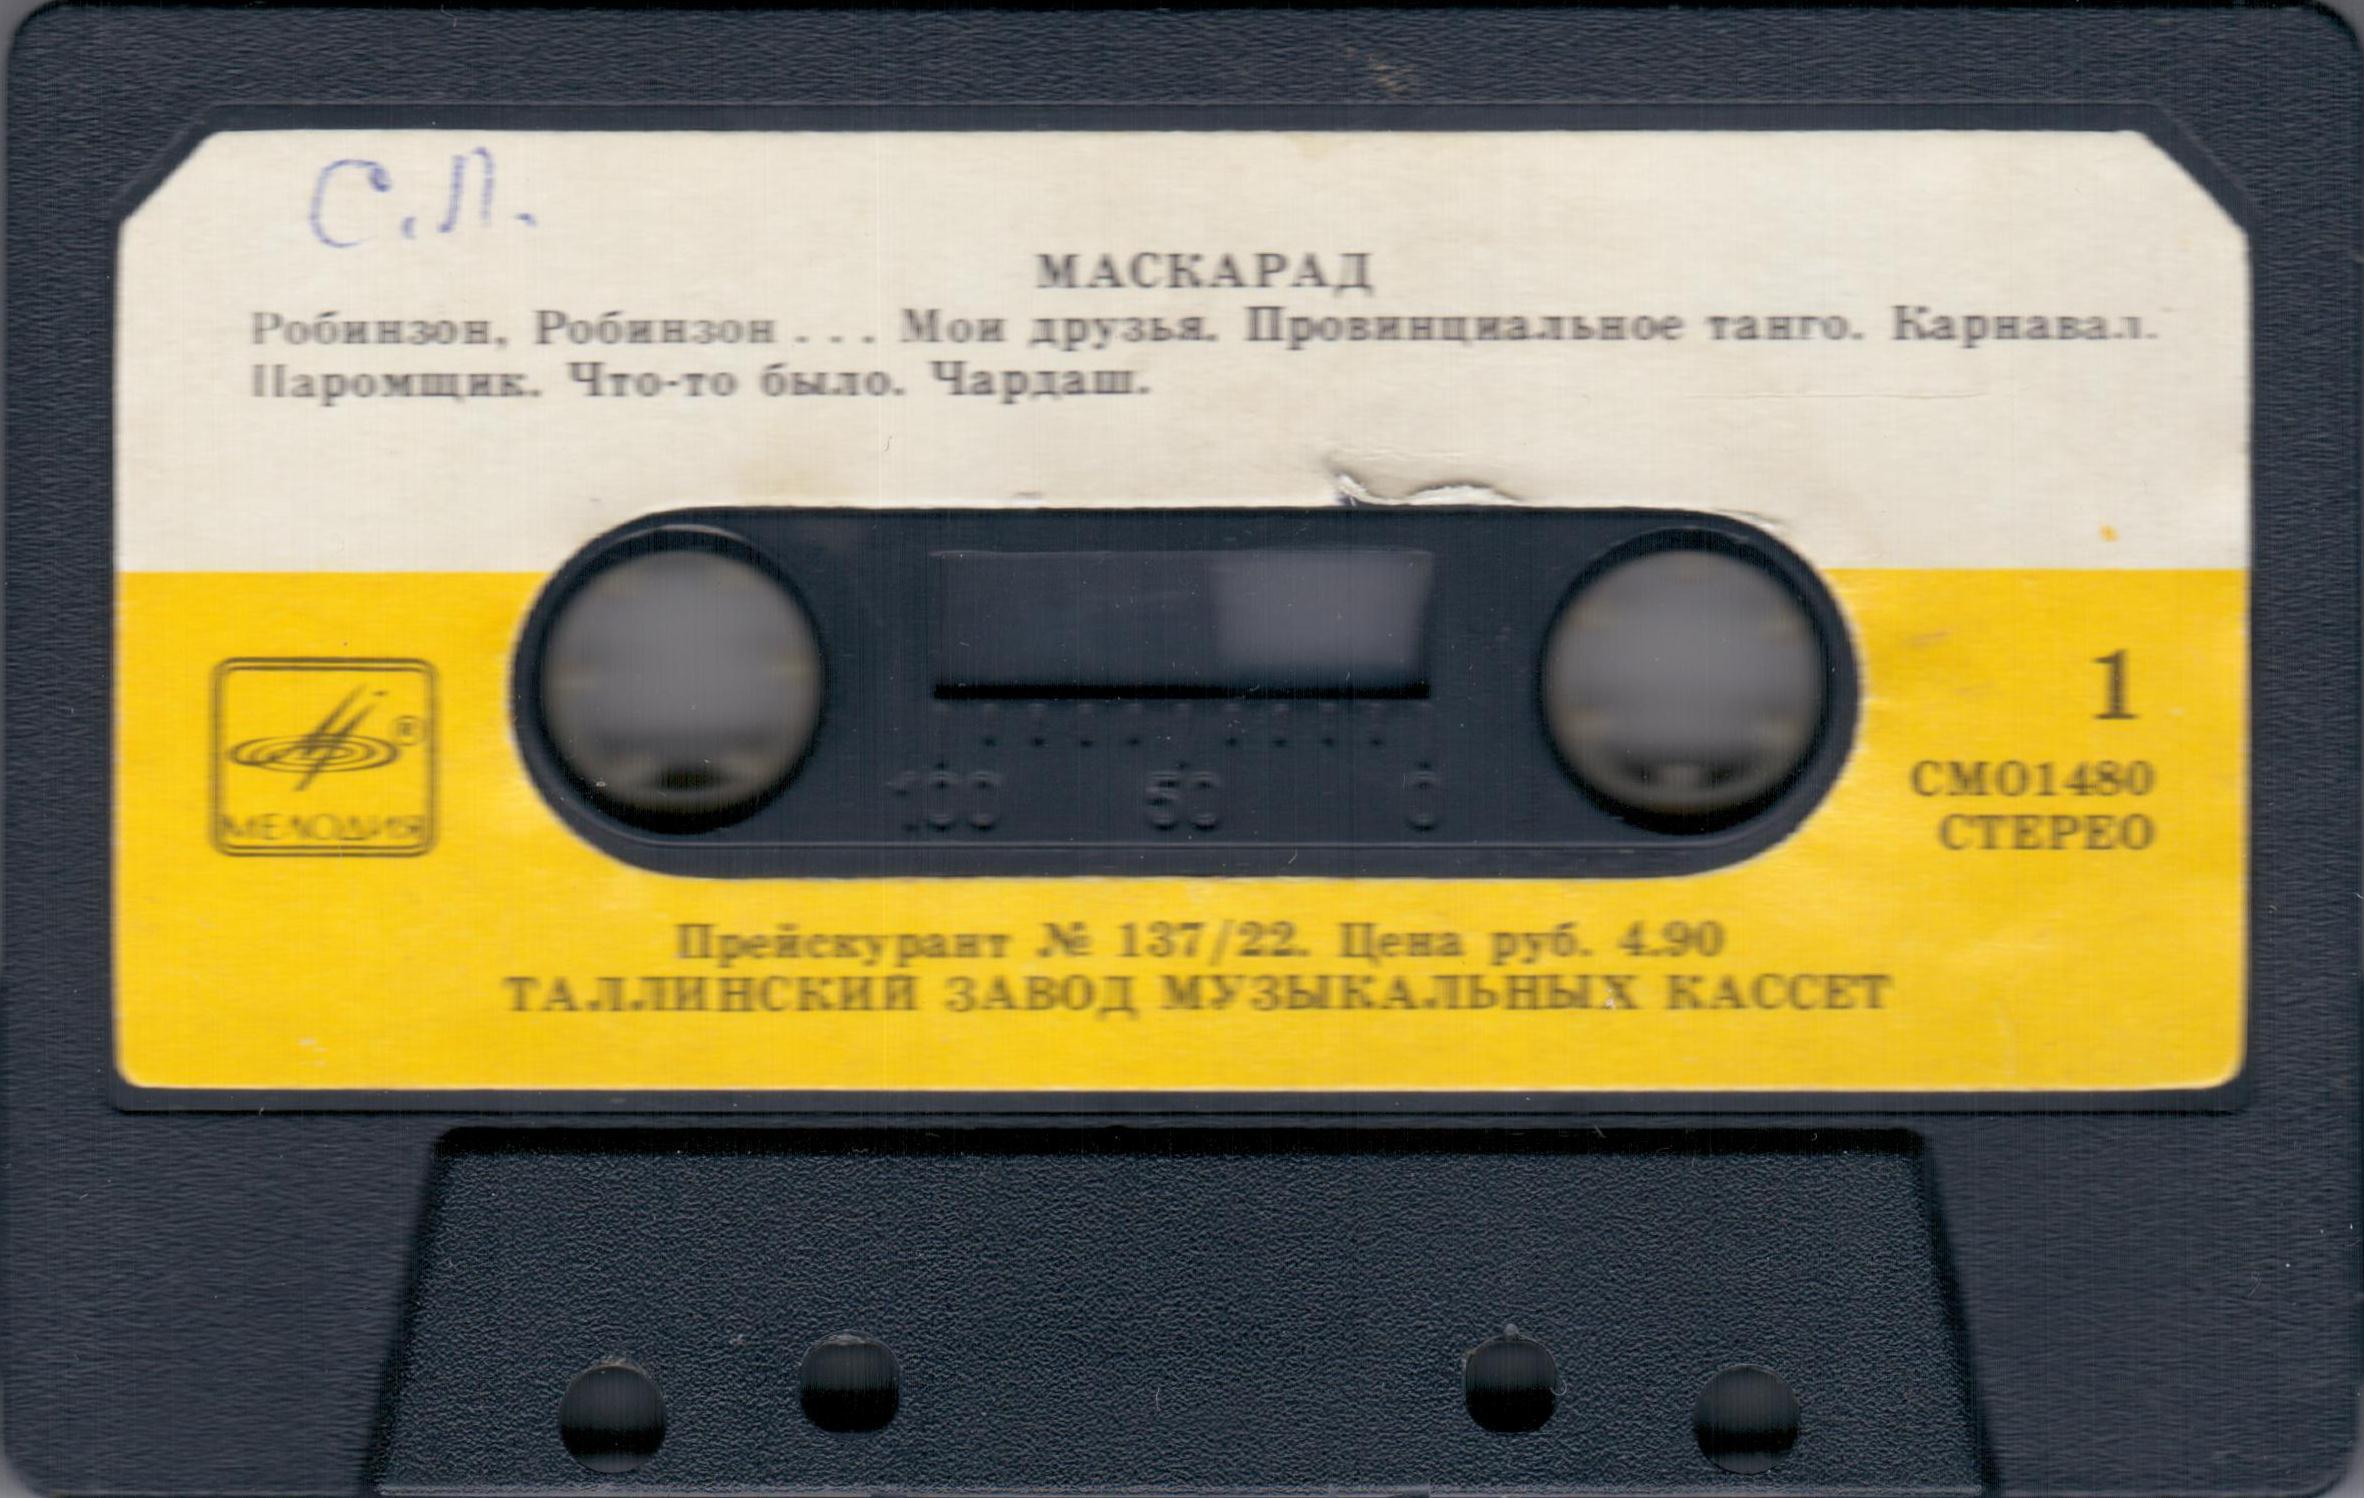 С.Л.
МАСКАРАД
Робинзон, Робинзон . . . Мои друзья. Провинциальное танго. Карнавал.
Паромщик. Что-то было. Чардаш.
1
®
МЕЛОДИЯ
СМО1480
СТЕРЕО
100 50 0
Прейскурант № 137/22. Цена руб. 4.90
ТАЛЛИНСКИЙ ЗАВОД МУЗЫКАЛЬНЫХ КАССЕТ